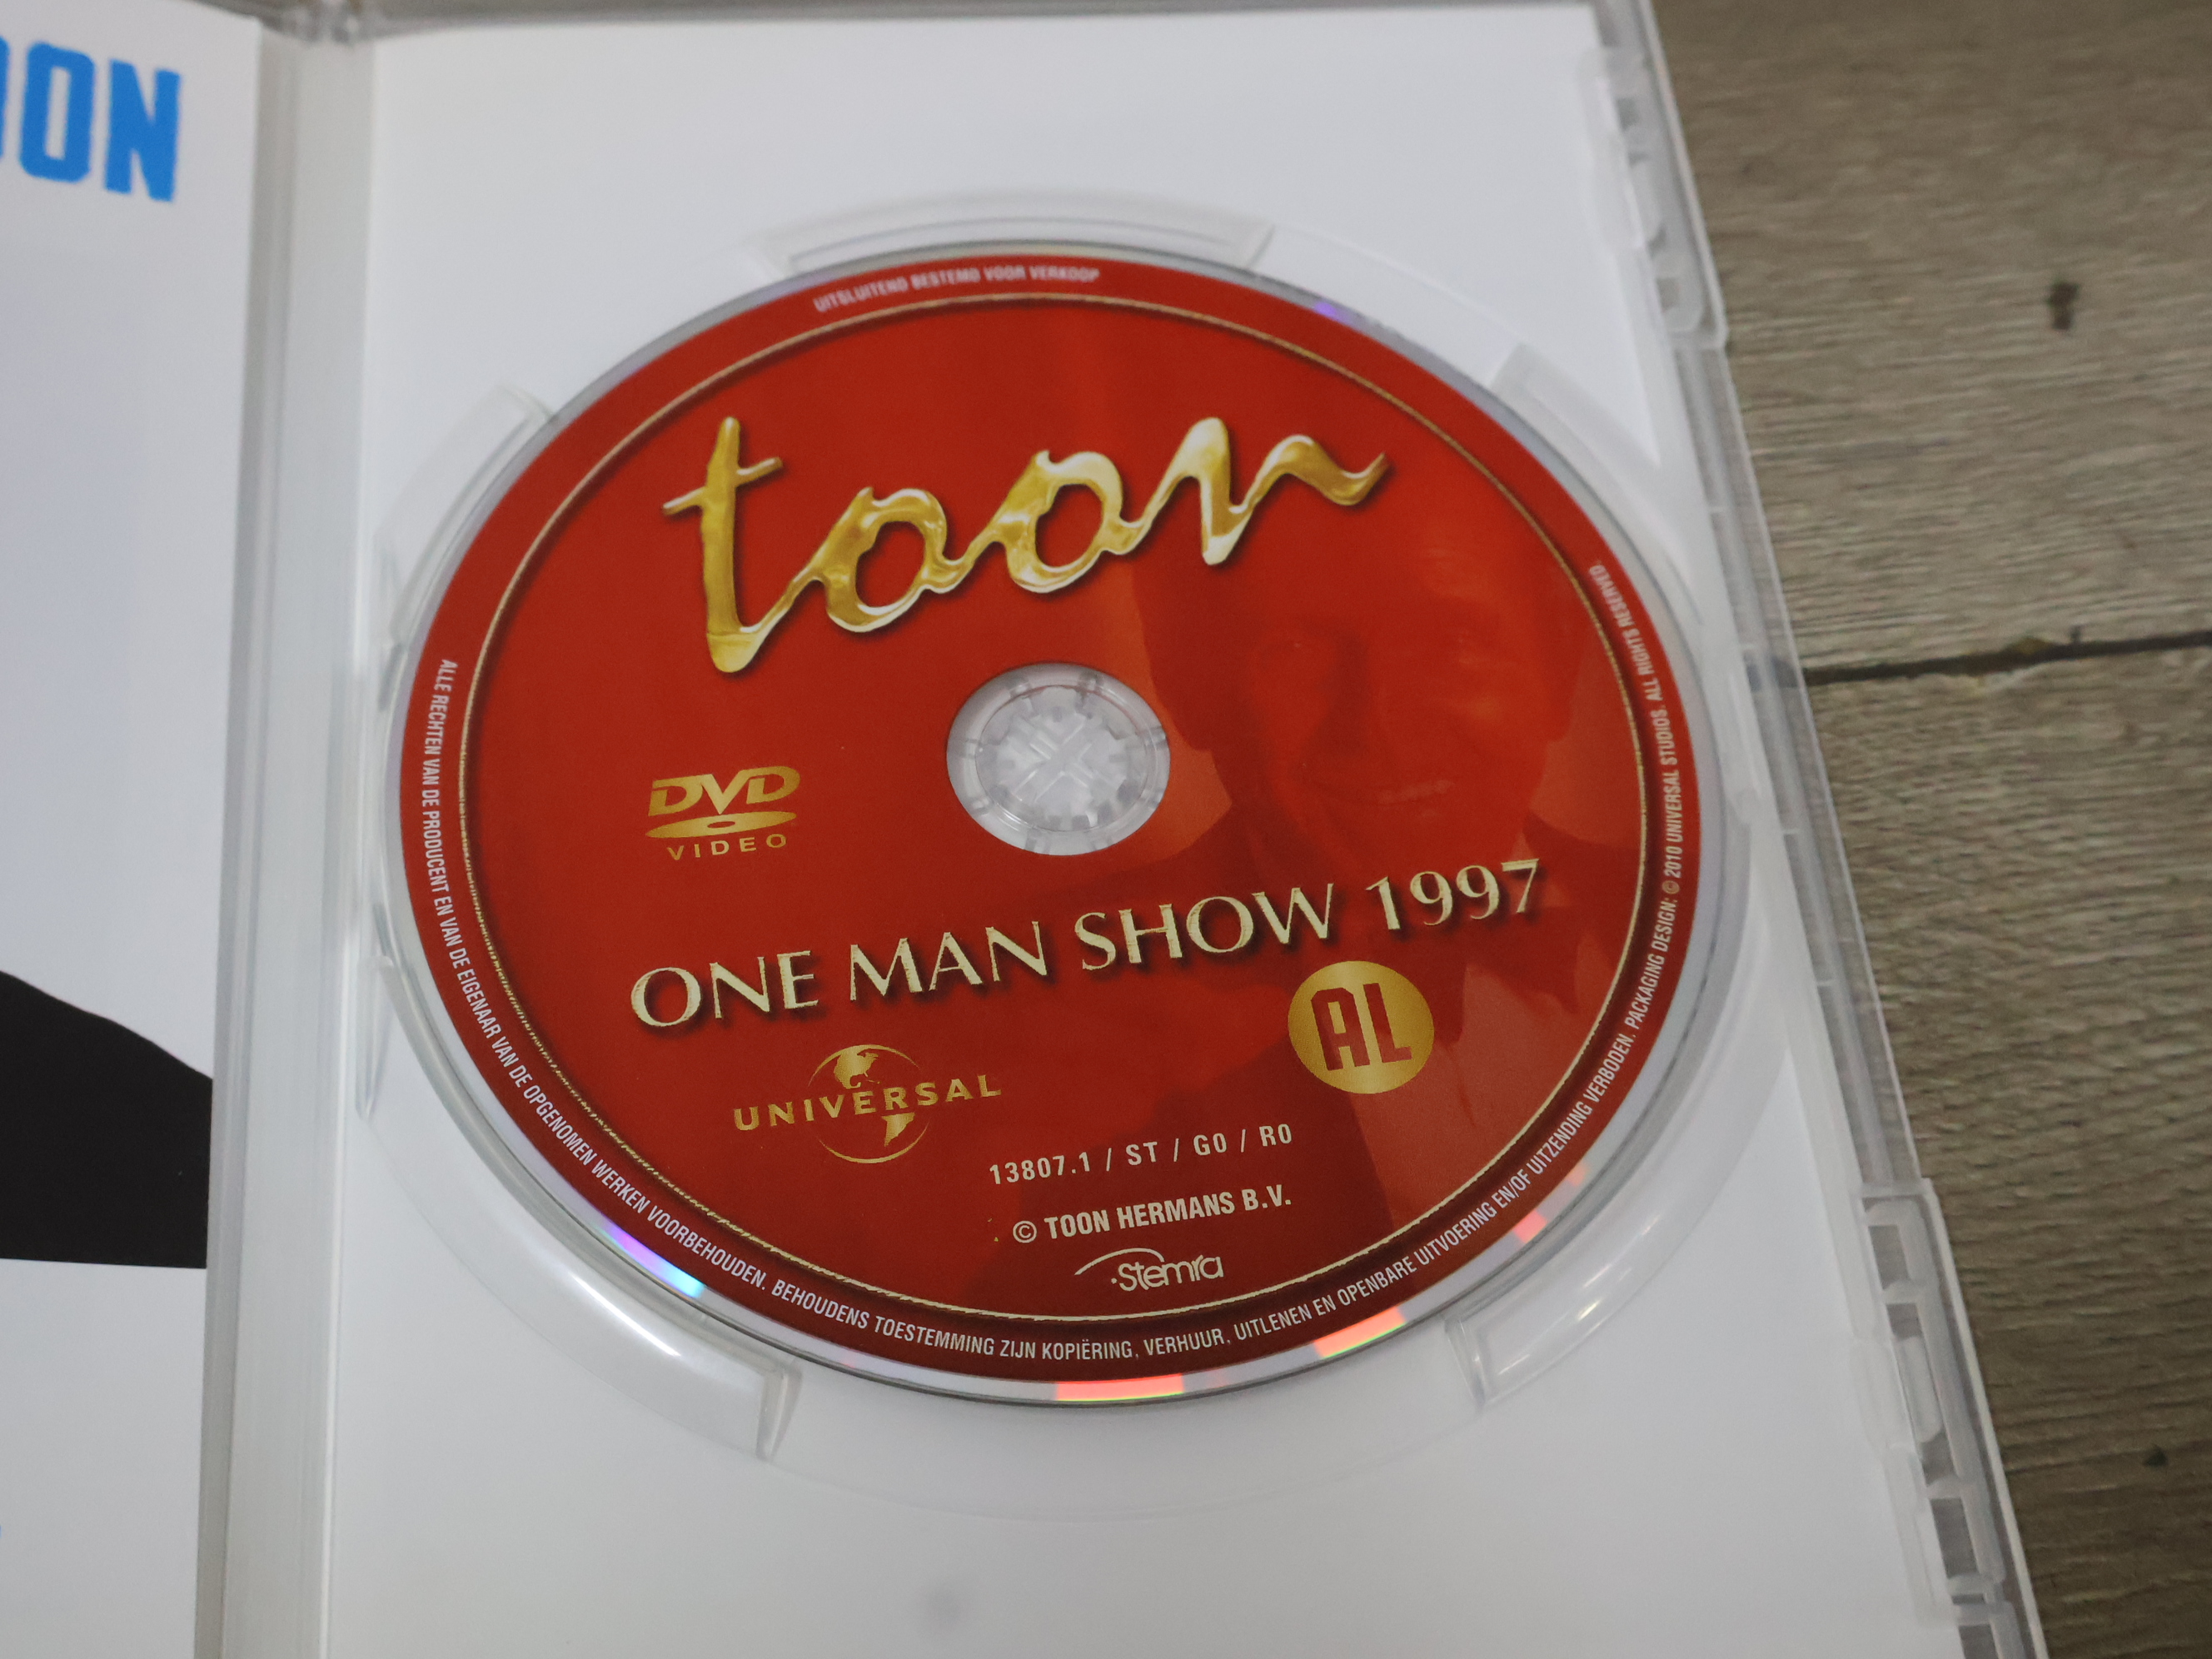 UITSLUITEND BESTEMD VOOR VERKOOP
toon
DVD
VIDEO
ONE MAN SHOW 1997
AL
UNIVERSAL
13807.1 / ST / G0 / R0
© TOON HERMANS B.V.
Stemra
ALLE RECHTEN VAN DE PRODUCENT EN VAN DE EIGENAAR VAN DE OPGENOMEN WERKEN VOORBEHOUDEN. BEHOUDENS TOESTEMMING ZIJN KOPIËRING, VERHUUR, UITLENEN EN OPENBARE UITVOERING EN/OF UITZENDING VERBODEN. PACKAGING DESIGN: © 2010 UNIVERSAL STUDIOS. ALL RIGHTS RESERVED.